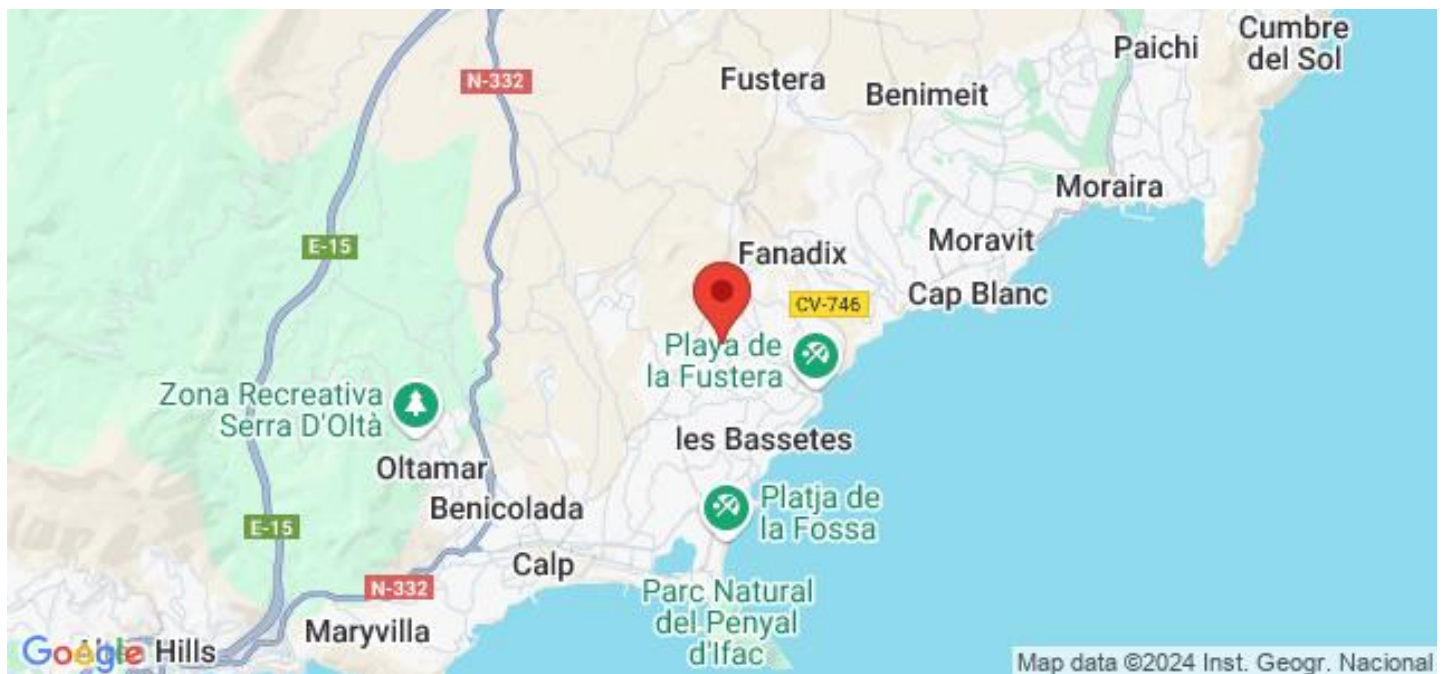 Cumbre
del Sol
Paichi
Fustera
N-332
Benimeit
Moraira
E-15
Fanadix
Moravit
CV-746
Cap Blanc
Playa de
la Fustera
Zona Recreativa
Serra D'Oltà
les Bassetes
Oltamar
Benicolada
Platja de
la Fossa
E-15
Calp
N-332
Parc Natural
del Penyal
d'Ifac
Maryvilla
Google
Hills
Map data ©2024 Inst. Geogr. Nacional